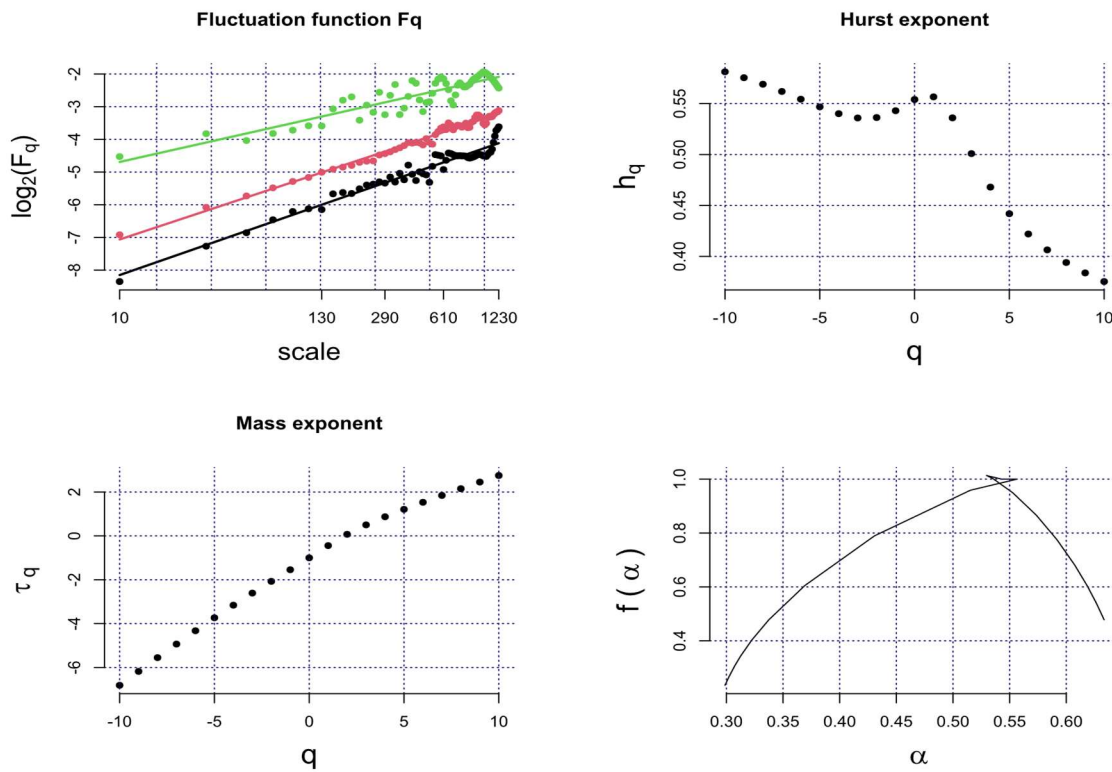 Fluctuation function Fq
log2(Fq)
-2
-3
-4
-5
-6
-7
-8
10 130 290 610 1230
scale
Hurst exponent
hq
0.55
0.50
0.45
0.40
-10 -5 0 5 10
q
Mass exponent
τq
2
0
2
-4
-6
-10 -5 0 5 10
q
f ( α )
1.0
0.8
0.6
0.4
0.30 0.40 0.45 0.50 0.55 0.60
α